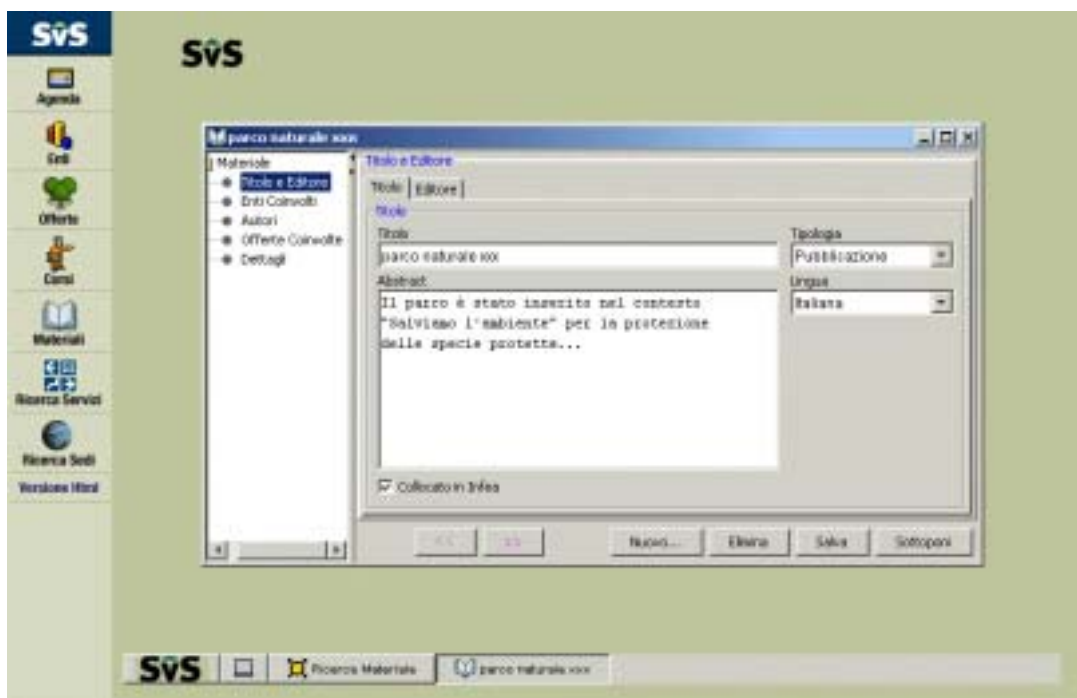 SvS
Agenda
Enti
Offerte
Corsi
Materiali
Ricerca Servizi
Ricerca Sedi
Versione Html
SvS
parco naturale xxx
Materiale
Titolo e Editore
Enti Coinvolti
Autori
Offerte Coinvolte
Dettagli
Titolo e Editore
Titolo Editore
Titolo
Titolo
parco naturale xxx
Tipologia
Pubblicazione
Abstract
Il parco è stato inserito nel contesto
"Salviamo l'ambiente" per la protezione
delle specie protette...
Lingua
Italiana
Collocato in Infea
<< >> Nuovo... Elimina Salva Sottoponi
SvS Ricerca Materiale parco naturale xxx